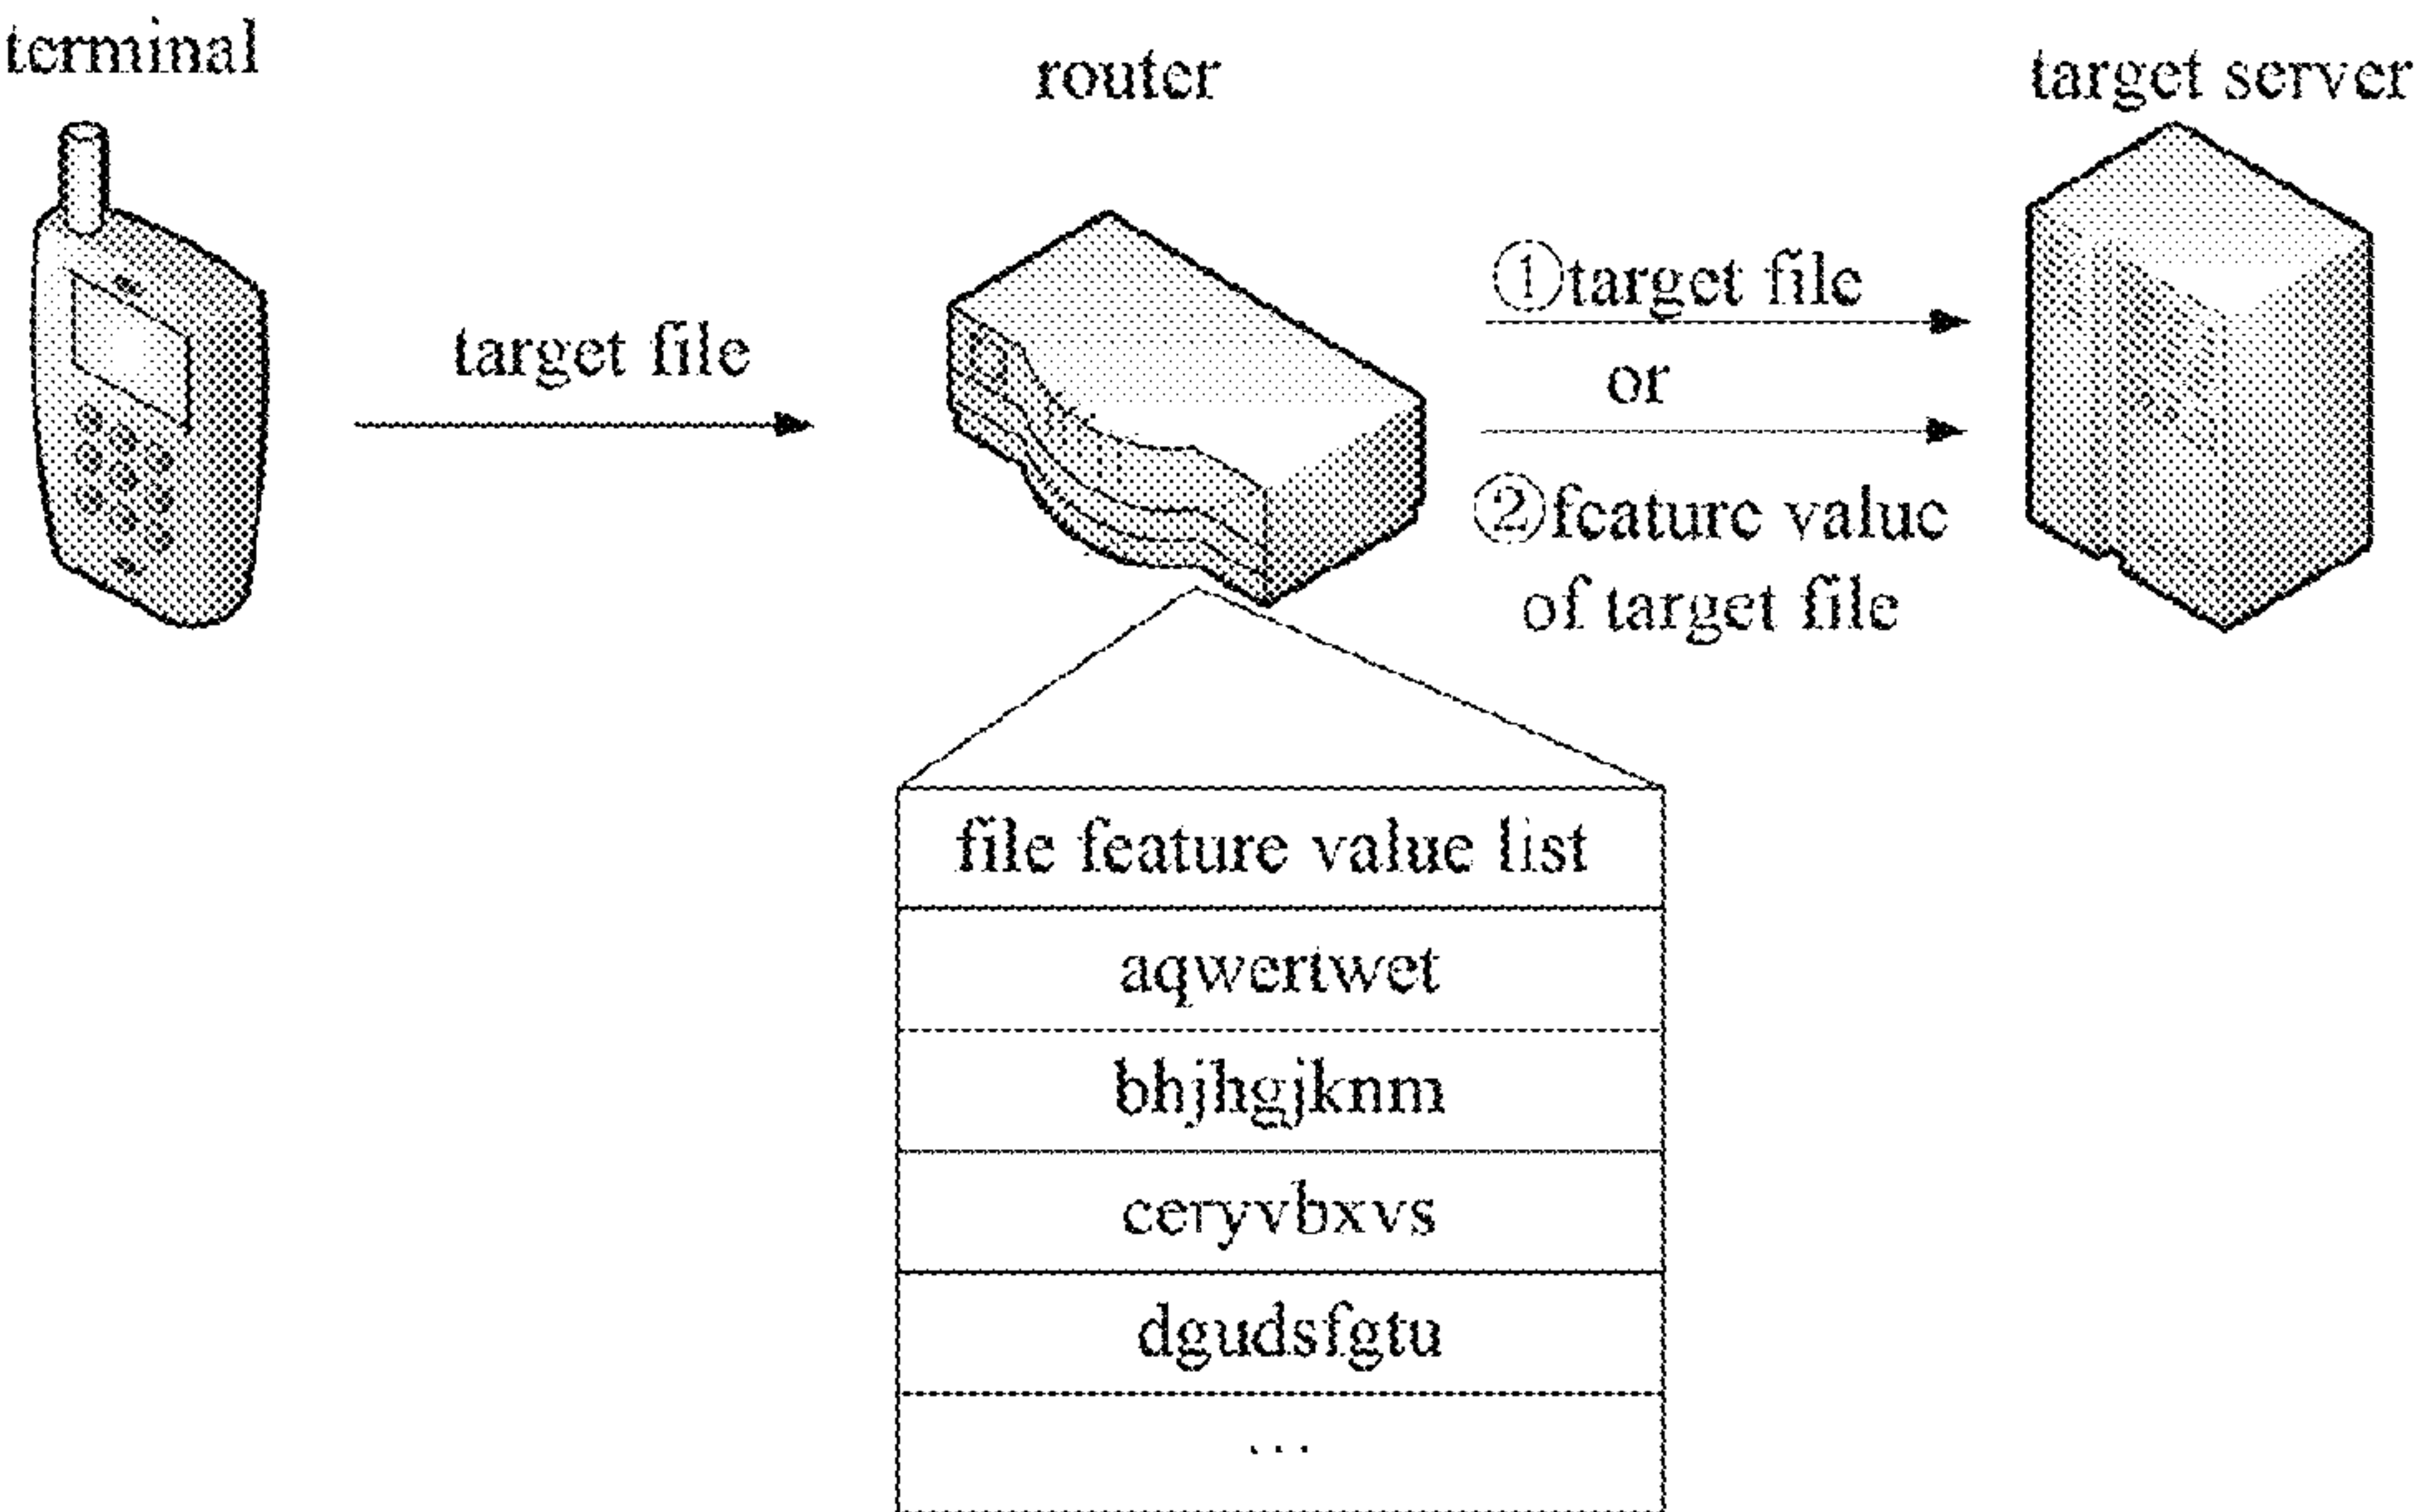 terminal
router
target server
target file
①target file
or
②feature value
of target file
file feature value list
aqwertwet
bhjhgjknm
ceryvbxvs
dgudsfgtu
...